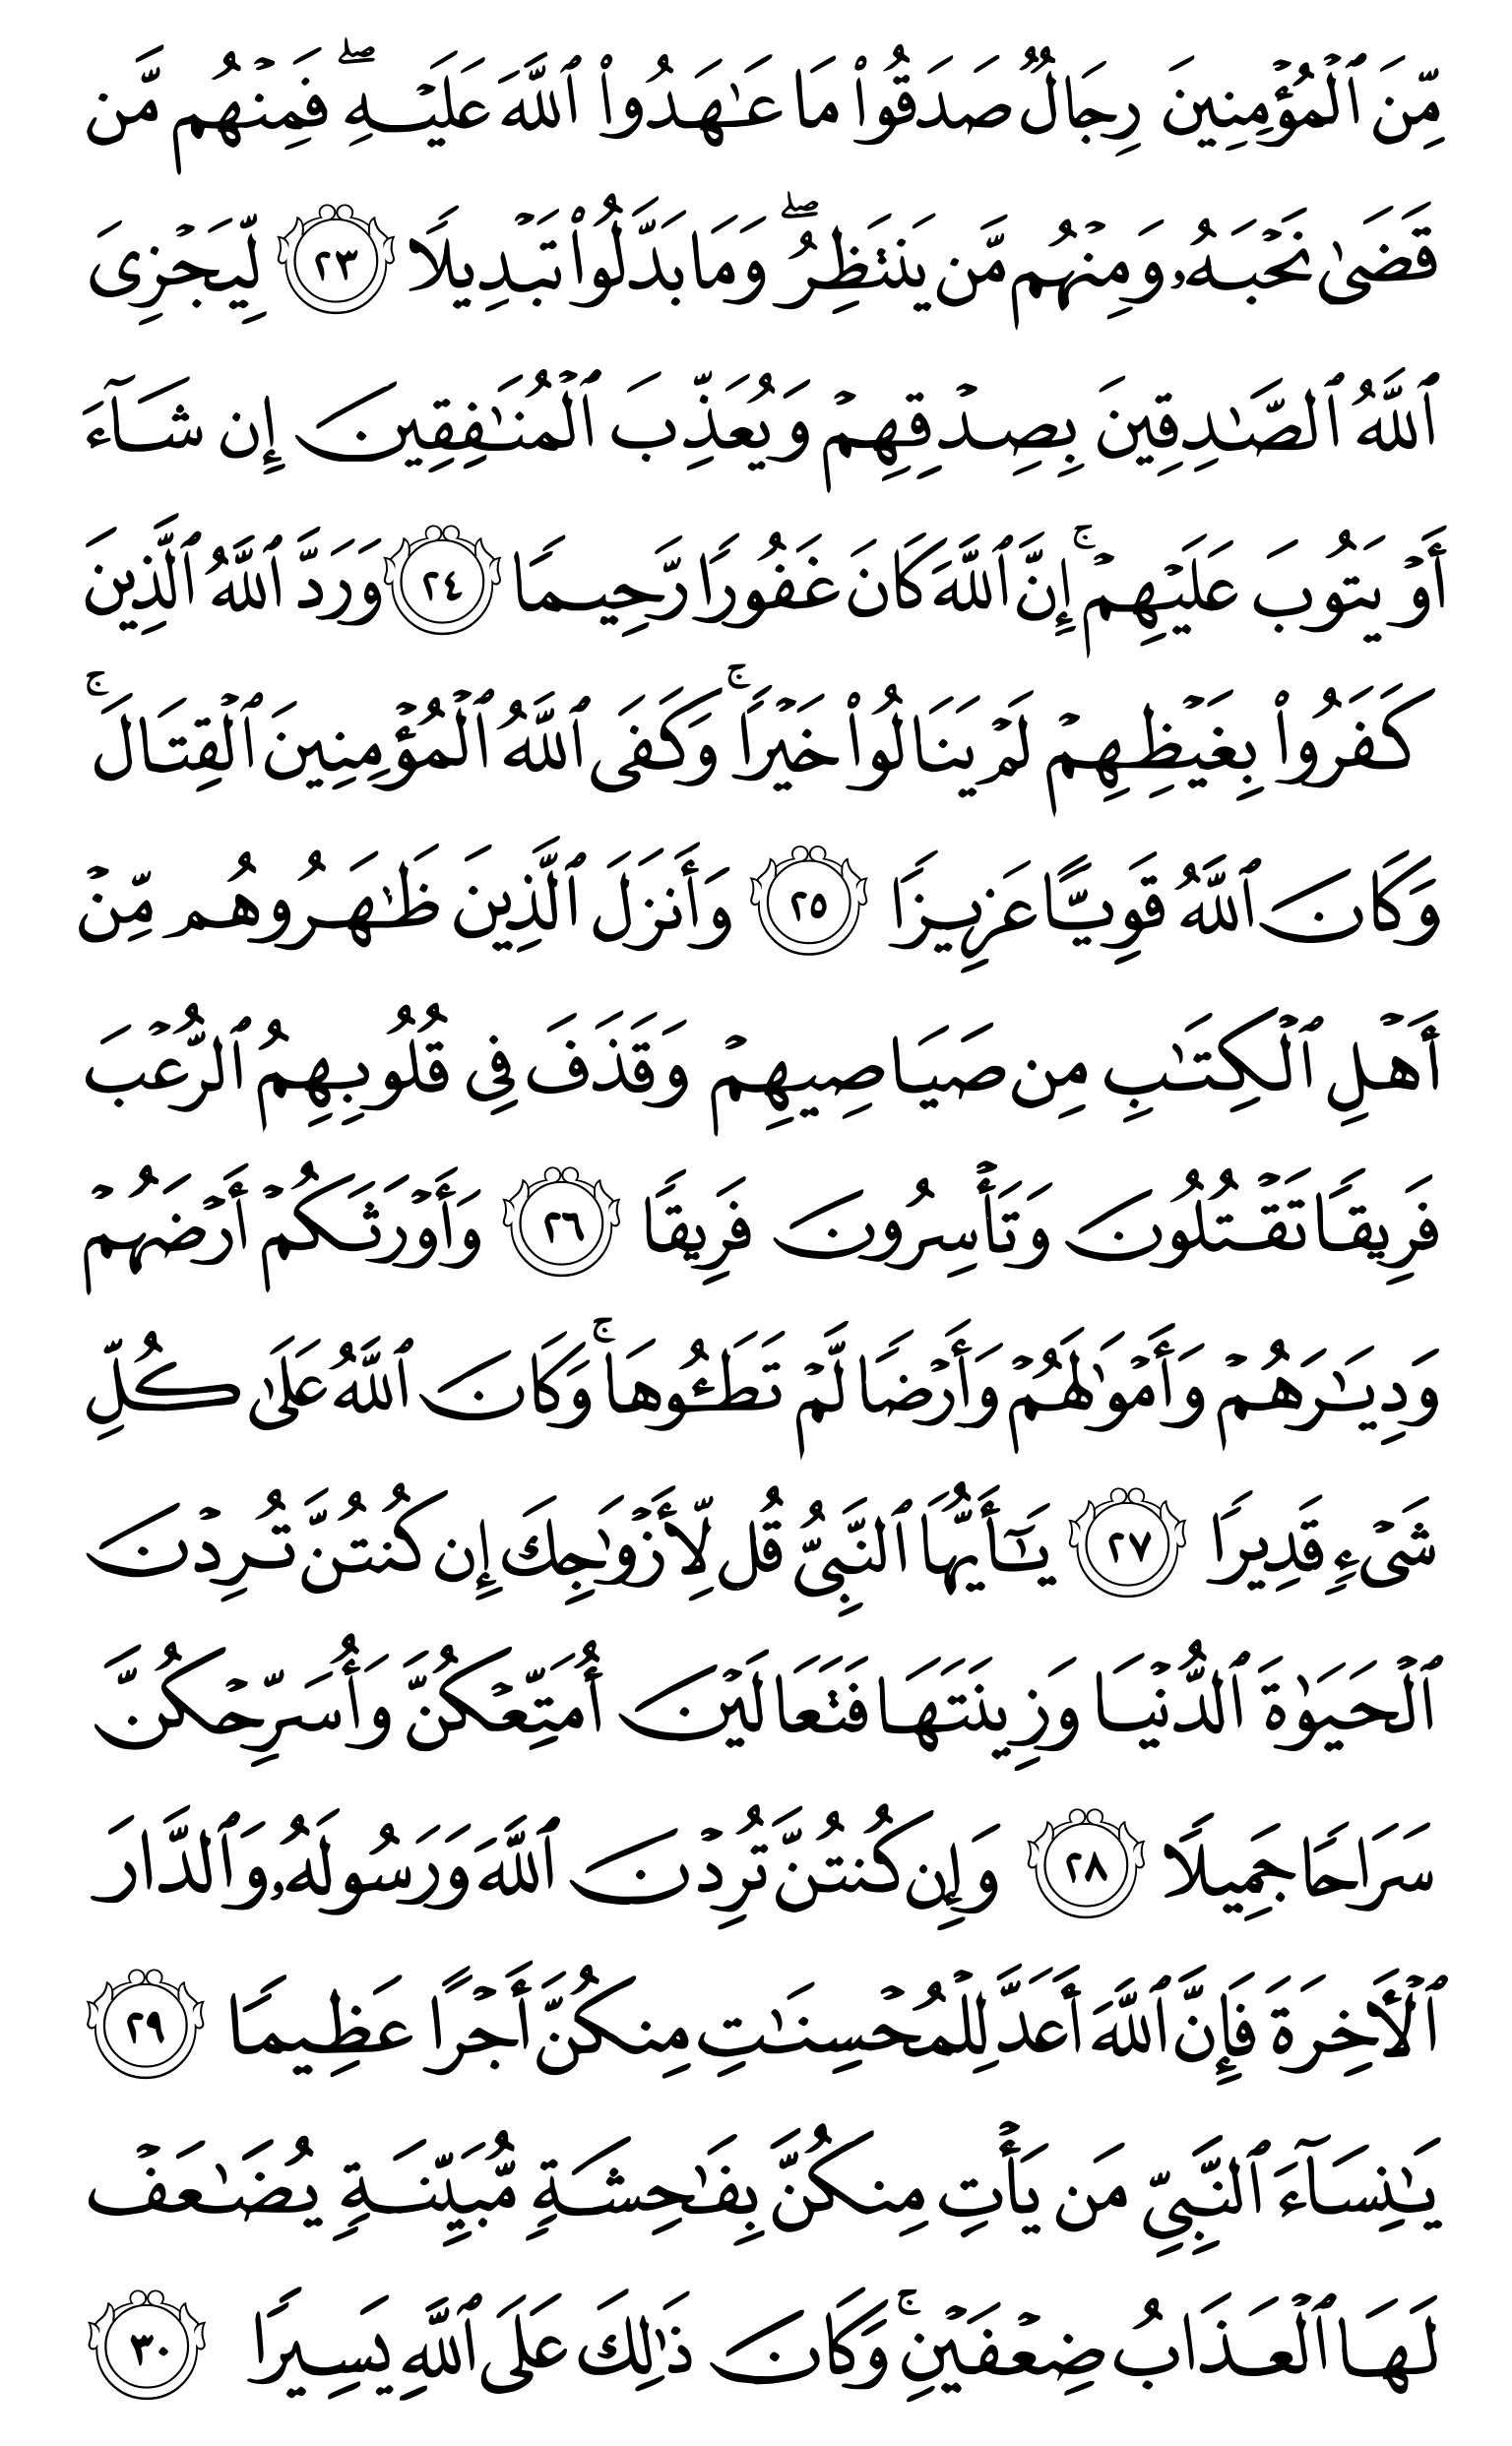 مِّنَ ٱلْمُؤْمِنِينَ رِجَالٌ صَدَقُوا۟ مَا عَـٰهَدُوا۟ ٱللَّهَ عَلَيْهِ ۖ فَمِنْهُم مَّن
قَضَىٰ نَحْبَهُۥ وَمِنْهُم مَّن يَنتَظِرُ ۖ وَمَا بَدَّلُوا۟ تَبْدِيلًا ٢٣ لِّيَجْزِىَ
ٱللَّهُ ٱلصَّـٰدِقِينَ بِصِدْقِهِمْ وَيُعَذِّبَ ٱلْمُنَـٰفِقِينَ إِن شَآءَ
أَوْ يَتُوبَ عَلَيْهِمْ ۚ إِنَّ ٱللَّهَ كَانَ غَفُورًا رَّحِيمًا ٢٤ وَرَدَّ ٱللَّهُ ٱلَّذِينَ
كَفَرُوا۟ بِغَيْظِهِمْ لَمْ يَنَالُوا۟ خَيْرًا ۚ وَكَفَى ٱللَّهُ ٱلْمُؤْمِنِينَ ٱلْقِتَالَ ۚ
وَكَانَ ٱللَّهُ قَوِيًّا عَزِيزًا ٢٥ وَأَنزَلَ ٱلَّذِينَ ظَـٰهَرُوهُم مِّنْ
أَهْلِ ٱلْكِتَـٰبِ مِن صَيَاصِيهِمْ وَقَذَفَ فِى قُلُوبِهِمُ ٱلرُّعْبَ
فَرِيقًا تَقْتُلُونَ وَتَأْسِرُونَ فَرِيقًا ٢٦ وَأَوْرَثَكُمْ أَرْضَهُمْ
وَدِيَـٰرَهُمْ وَأَمْوَٰلَهُمْ وَأَرْضًا لَّمْ تَطَـُٔوهَا ۚ وَكَانَ ٱللَّهُ عَلَىٰ كُلِّ
شَىْءٍ قَدِيرًا ٢٧ يَـٰٓأَيُّهَا ٱلنَّبِىُّ قُل لِّأَزْوَٰجِكَ إِن كُنتُنَّ تُرِدْنَ
ٱلْحَيَوٰةَ ٱلدُّنْيَا وَزِينَتَهَا فَتَعَالَيْنَ أُمَتِّعْكُنَّ وَأُسَرِّحْكُنَّ
سَرَاحًا جَمِيلًا ٢٨ وَإِن كُنتُنَّ تُرِدْنَ ٱللَّهَ وَرَسُولَهُۥ وَٱلدَّارَ
ٱلْـَٔاخِرَةَ فَإِنَّ ٱللَّهَ أَعَدَّ لِلْمُحْسِنَـٰتِ مِنكُنَّ أَجْرًا عَظِيمًا ٢٩
يَـٰنِسَآءَ ٱلنَّبِىِّ مَن يَأْتِ مِنكُنَّ بِفَـٰحِشَةٍ مُّبَيِّنَةٍ يُضَـٰعَفْ
لَهَا ٱلْعَذَابُ ضِعْفَيْنِ ۚ وَكَانَ ذَٰلِكَ عَلَى ٱللَّهِ يَسِيرًا ٣٠